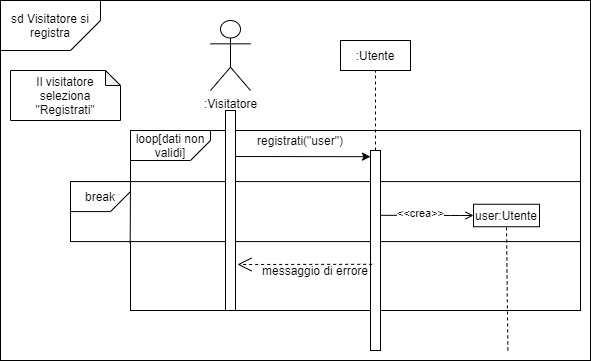 sd Visitatore si
registra
Il visitatore
seleziona
"Registrati"
:Visitatore
:Utente
loop[dati non
validi]
registrati("user")
break
<<crea>>
user:Utente
messaggio di errore